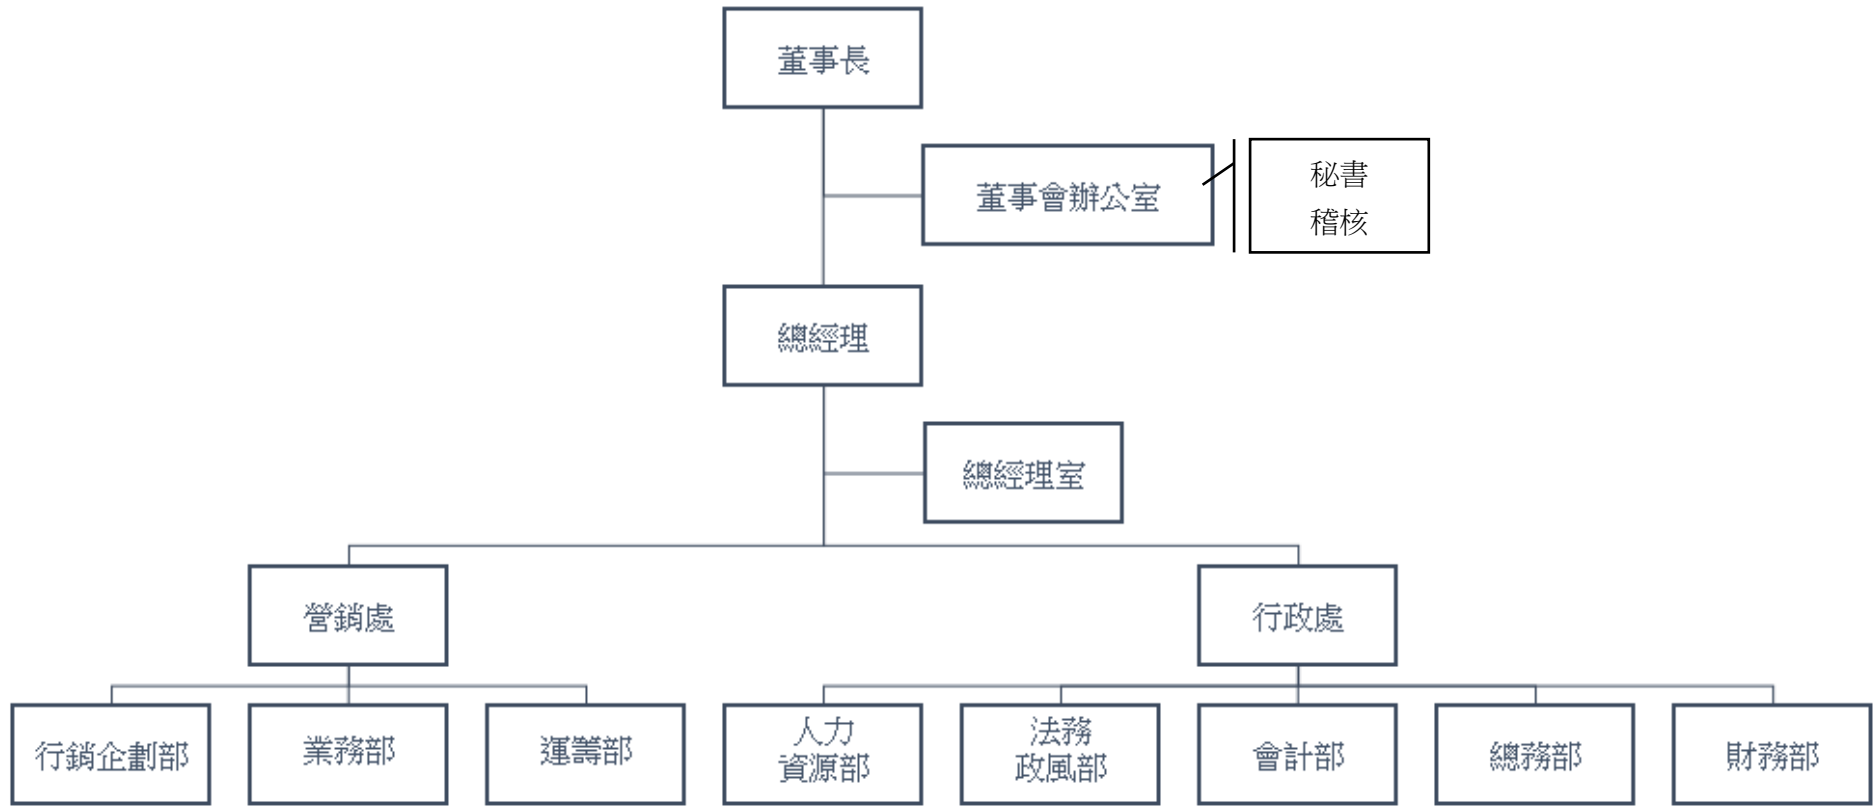 董事長
董事會辦公室
秘書
稽核
總經理
總經理室
營銷處
行政處
行銷企劃部
業務部
運籌部
人力
資源部
法務
政風部
會計部
總務部
財務部